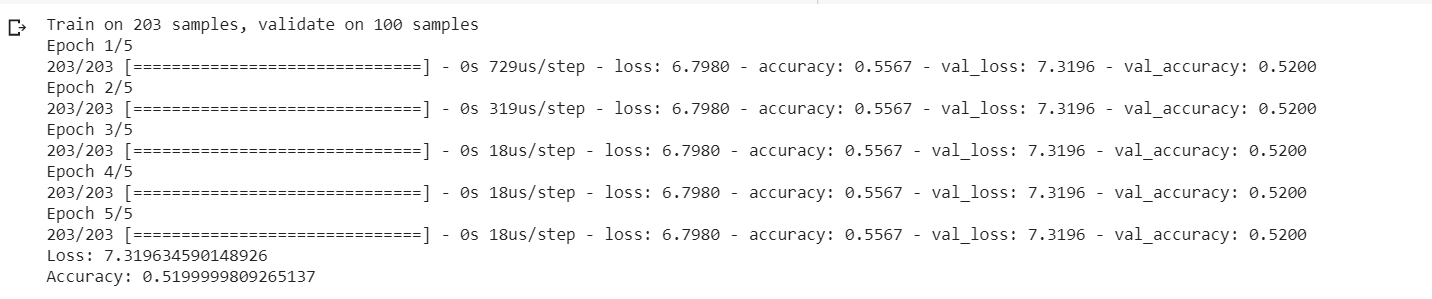 Train on 203 samples, validate on 100 samples
Epoch 1/5
203/203 [==============================] - 0s 729us/step - loss: 6.7980 - accuracy: 0.5567 - val_loss: 7.3196 - val_accuracy: 0.5200
Epoch 2/5
203/203 [==============================] - 0s 319us/step - loss: 6.7980 - accuracy: 0.5567 - val_loss: 7.3196 - val_accuracy: 0.5200
Epoch 3/5
203/203 [==============================] - 0s 18us/step - loss: 6.7980 - accuracy: 0.5567 - val_loss: 7.3196 - val_accuracy: 0.5200
Epoch 4/5
203/203 [==============================] - 0s 18us/step - loss: 6.7980 - accuracy: 0.5567 - val_loss: 7.3196 - val_accuracy: 0.5200
Epoch 5/5
203/203 [==============================] - 0s 18us/step - loss: 6.7980 - accuracy: 0.5567 - val_loss: 7.3196 - val_accuracy: 0.5200
Loss: 7.319634590148926
Accuracy: 0.5199999809265137